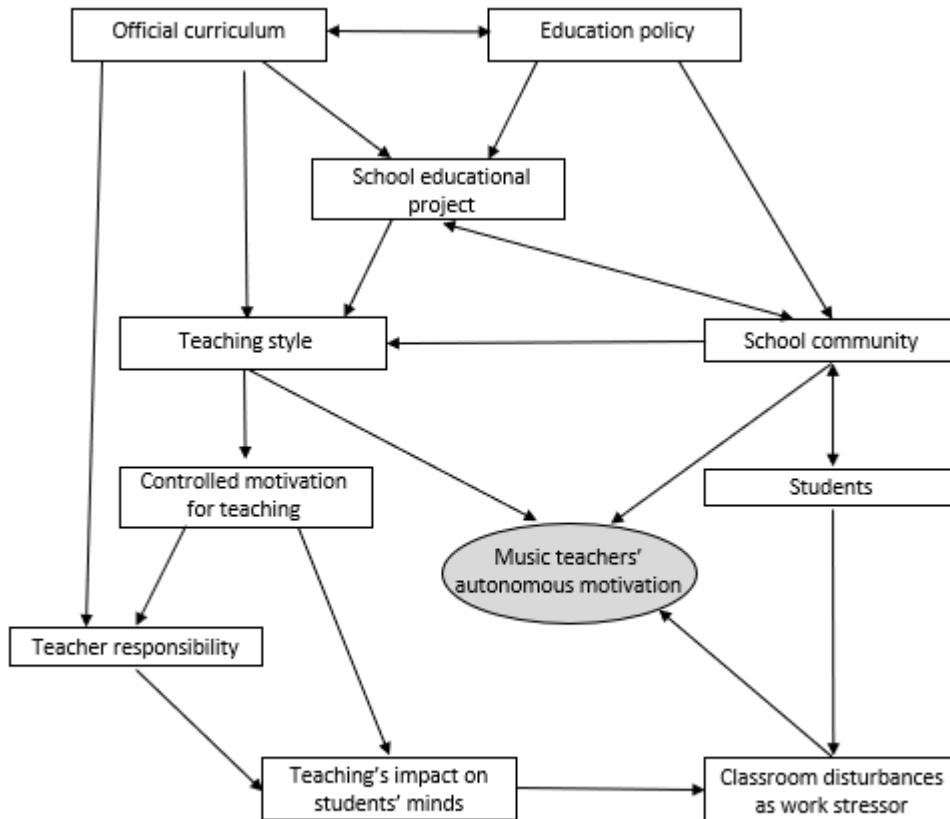 Official curriculum
Education policy
School educational
project
Teaching style
School community
Controlled motivation
for teaching
Students
Music teachers’
autonomous motivation
Teacher responsibility
Teaching’s impact on
students’ minds
Classroom disturbances
as work stressor